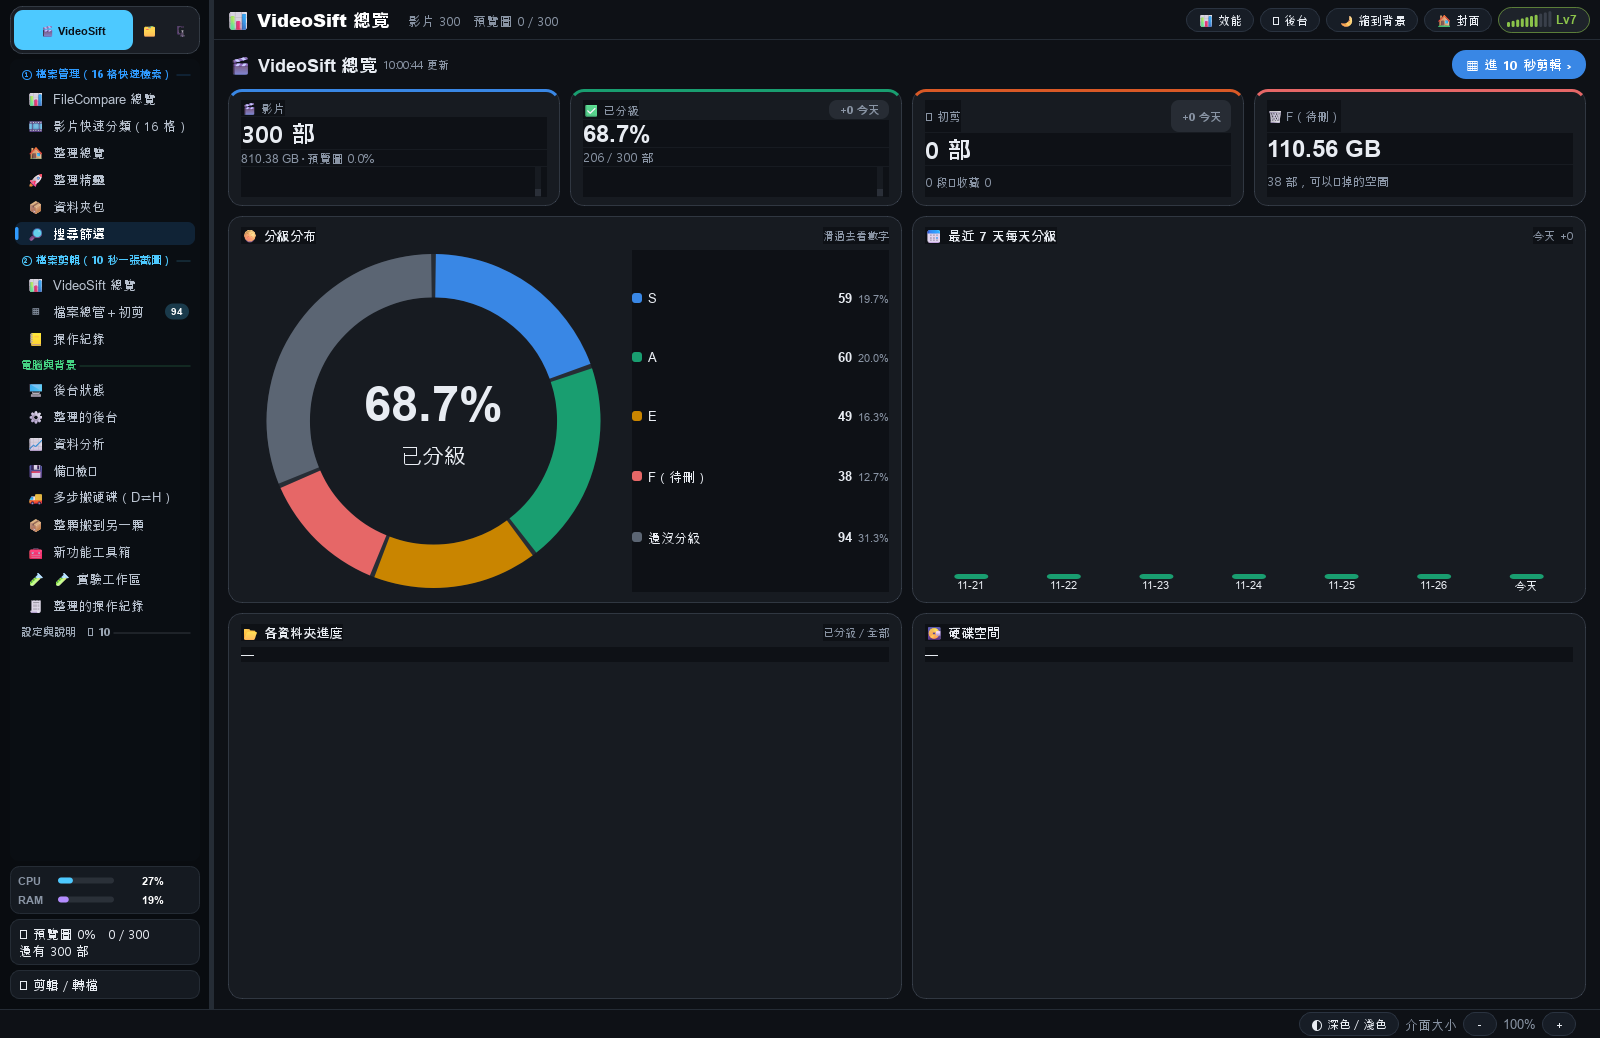 VideoSift
① 檔案管理 ( 16 格快速檢索 )
FileCompare 總覽
影片快速分類 ( 16 格 )
整理總覽
整理精靈
資料夾包
搜尋篩選
② 檔案剪輯 ( 10 秒一張截圖 )
VideoSift 總覽
檔案總管 + 初剪 94
操作紀錄
電腦與背景
後台狀態
整理的後台
資料分析
多步搬硬碟 ( D⇌H )
整顆搬到另一顆
新功能工具箱
實驗工作區
整理的操作紀錄
設定與說明 10
CPU 27%
RAM 19%
預覽圖 0% 0 / 300
還有 300 部
剪輯 / 轉檔
VideoSift 總覽 影片 300 預覽圖 0 / 300
效能 後台 縮到背景 封面 Lv7
VideoSift 總覽 10:00:44 更新
進 10 秒剪輯 ›
影片
300 部
810.38 GB · 預覽圖 0.0%
已分級 +0 今天
68.7%
206 / 300 部
初剪 +0 今天
0 部
0 段 收藏 0
F ( 待刪 )
110.56 GB
38 部 , 可以 掉的空間
分級分布 滑過去看數字
68.7%
已分級
S 59 19.7%
A 60 20.0%
E 49 16.3%
F ( 待刪 ) 38 12.7%
還沒分級 94 31.3%
最近 7 天每天分級 今天 +0
11-21 11-22 11-23 11-24 11-25 11-26 今天
各資料夾進度 已分級 / 全部
—
硬碟空間
—
深色 / 淺色 介面大小 - 100% +